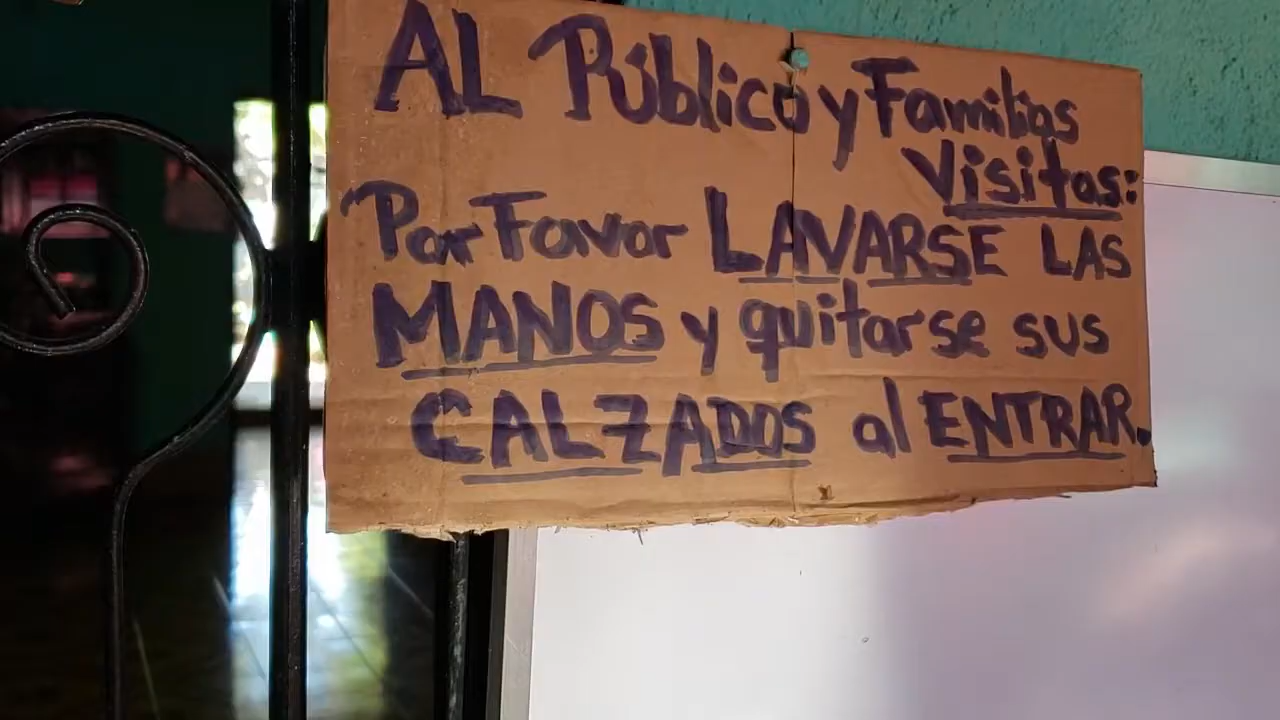 AL Público y Familias
Visitas:
Por Favor LAVARSE LAS
MANOS y quitarse sus
CALZADOS al ENTRAR.